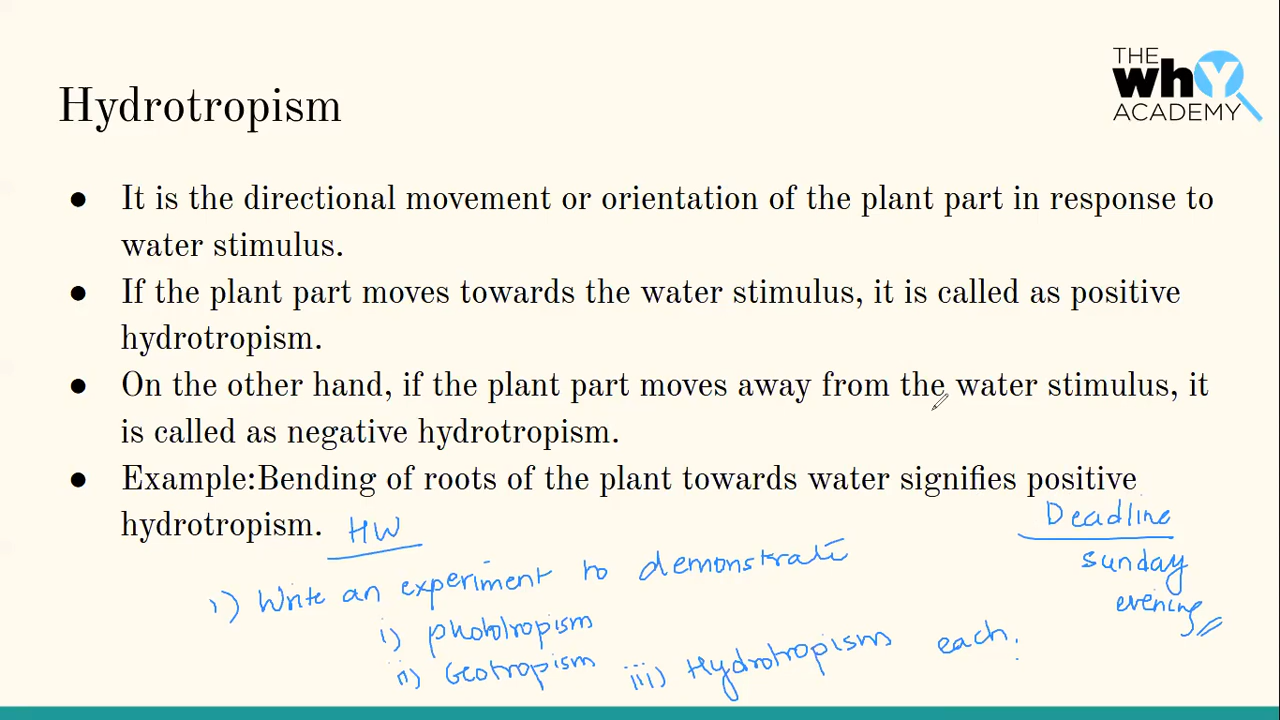 THE
whY
ACADEMY
Hydrotropism
● It is the directional movement or orientation of the plant part in response to
water stimulus.
● If the plant part moves towards the water stimulus, it is called as positive
hydrotropism.
● On the other hand, if the plant part moves away from the water stimulus, it
is called as negative hydrotropism.
● Example:Bending of roots of the plant towards water signifies positive
hydrotropism.
HW
1) Write an experiment to demonstrate
i) phototropism
ii) Geotropism iii) Hydrotropism each.
Deadline
sunday
evening